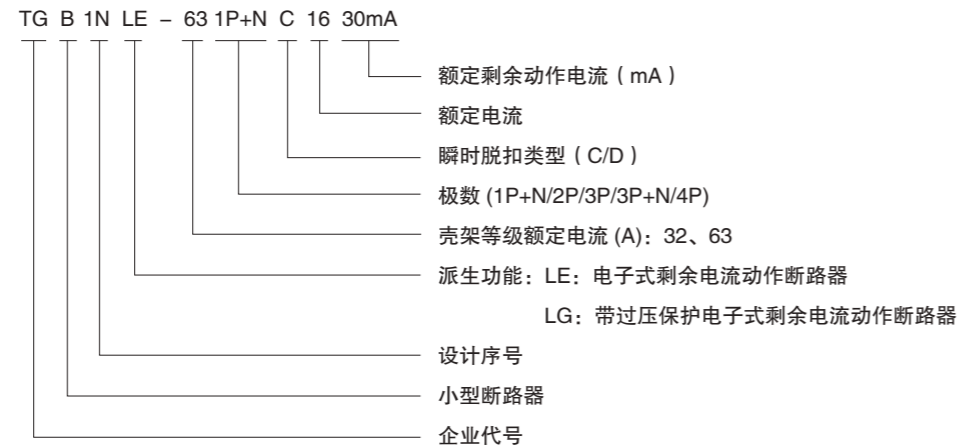 TG B 1N LE – 63 1P+N C 16 30mA
额定剩余动作电流（mA）
额定电流
瞬时脱扣类型（C/D）
极数 (1P+N/2P/3P/3P+N/4P)
壳架等级额定电流 (A)：32、63
派生功能：LE：电子式剩余电流动作断路器
LG：带过压保护电子式剩余电流动作断路器
设计序号
小型断路器
企业代号